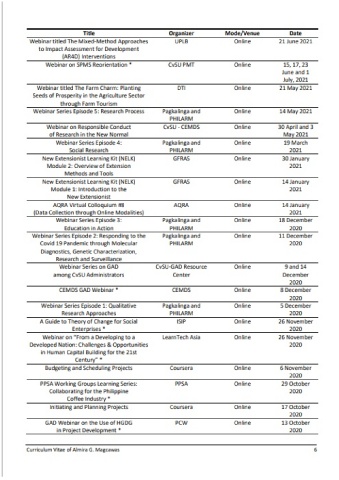 Title Organizer Mode/Venue Date
Webinar titled The Mixed-Method Approaches UPLB Online 21 June 2021
to Impact Assessment for Development
(AR4D) Interventions
Webinar on SPMS Reorientation * CvSU PMT Online 15, 17, 23
June and 1
July, 2021
Webinar titled The Farm Charm: Planting DTI Online 21 May 2021
Seeds of Prosperity in the Agriculture Sector
through Farm Tourism
Webinar Series Episode 5: Research Process Pagkalinga and Online 14 May 2021
PHILARM
Webinar on Responsible Conduct CvSU - CEMDS Online 30 April and 3
of Research in the New Normal May 2021
Webinar Series Episode 4: Pagkalinga and Online 19 March
Social Research PHILARM 2021
New Extensionist Learning Kit (NELK) GFRAS Online 30 January
Module 2: Overview of Extension 2021
Methods and Tools
New Extensionist Learning Kit (NELK) GFRAS Online 14 January
Module 1: Introduction to the 2021
New Extensionist
AQRA Virtual Colloquium #8 AQRA Online 14 January
(Data Collection through Online Modalities) 2021
Webinar Series Episode 3: Pagkalinga and Online 18 December
Education in Action PHILARM 2020
Webinar Series Episode 2: Responding to the Pagkalinga and Online 11 December
Covid 19 Pandemic through Molecular PHILARM 2020
Diagnostics, Genetic Characterization,
Research and Surveillance
Webinar Series on GAD CvSU-GAD Resource Online 9 and 14
among CvSU Administrators Center December
2020
CEMDS GAD Webinar * CEMDS Online 8 December
2020
Webinar Series Episode 1: Qualitative Pagkalinga and Online 5 December
Research Approaches PHILARM 2020
A Guide to Theory of Change for Social ISIP Online 26 November
Enterprises * 2020
Webinar on "From a Developing to a LearnTech Asia Online 26 November
Developed Nation: Challenges & Opportunities 2020
in Human Capital Building for the 21st
Century" *
Budgeting and Scheduling Projects Coursera Online 6 November
2020
PPSA Working Groups Learning Series: PPSA Online 29 October
Collaborating for the Philippine 2020
Coffee Industry *
Initiating and Planning Projects Coursera Online 17 October
2020
GAD Webinar on the Use of HGDG PCW Online 13 October
in Project Development * 2020
Curriculum Vitae of Almira G. Magcawas 6